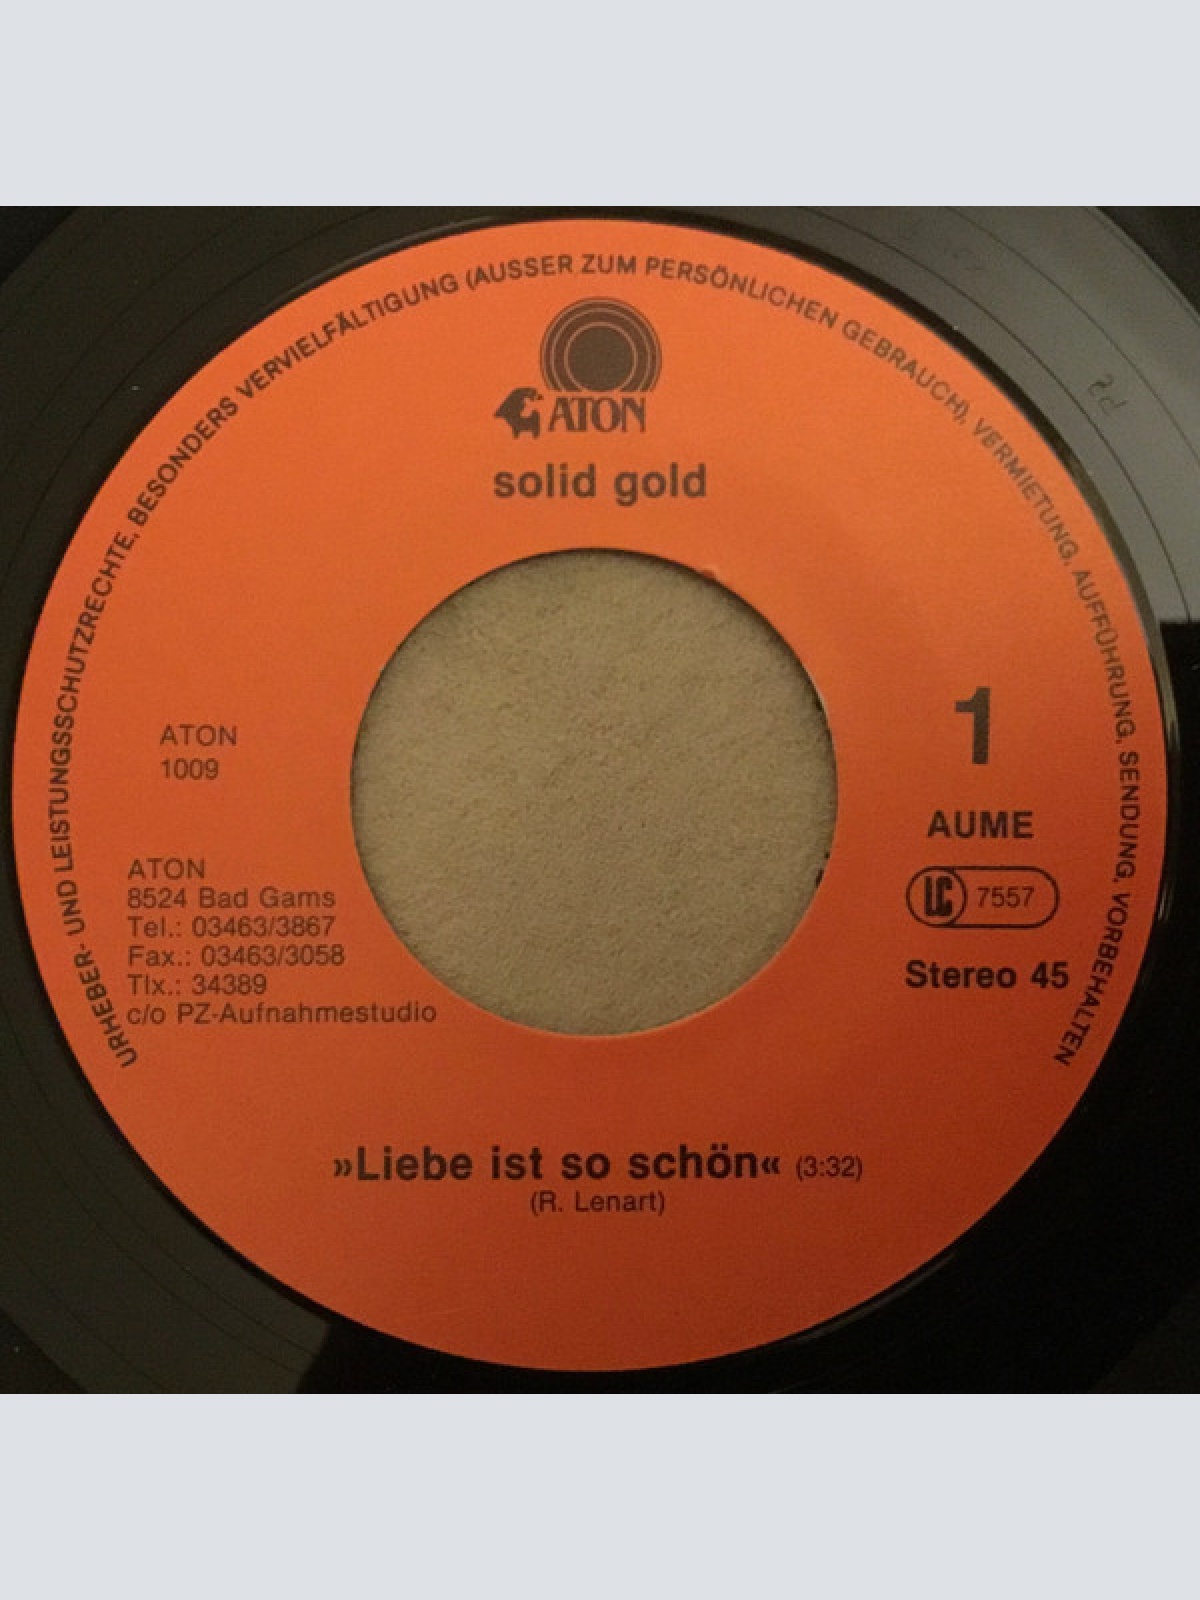 URHEBER- UND LEISTUNGSSCHUTZRECHTE, BESONDERS VERVIELFÄLTIGUNG (AUSSER ZUM PERSÖNLICHEN GEBRAUCH), VERMIETUNG, AUFFÜHRUNG, SENDUNG, VORBEHALTEN
ATON
solid gold
ATON
1009
ATON
8524 Bad Gams
Tel.: 03463/3867
Fax.: 03463/3058
Tlx.: 34389
c/o PZ-Aufnahmestudio
1
AUME
LC 7557
Stereo 45
»Liebe ist so schön« (3:32)
(R. Lenart)